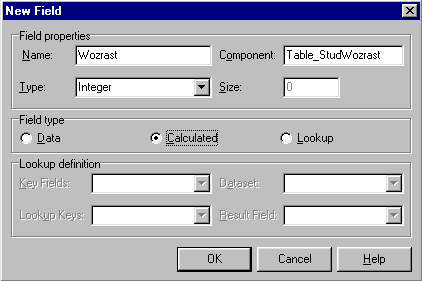 New Field
Field properties
Name: Wozrast Component: Table_StudWozrast
Type: Integer Size: 0
Field type
Data Calculated Lookup
Lookup definition
Key Fields: Dataset:
Lookup Keys: Result Field:
OK Cancel Help